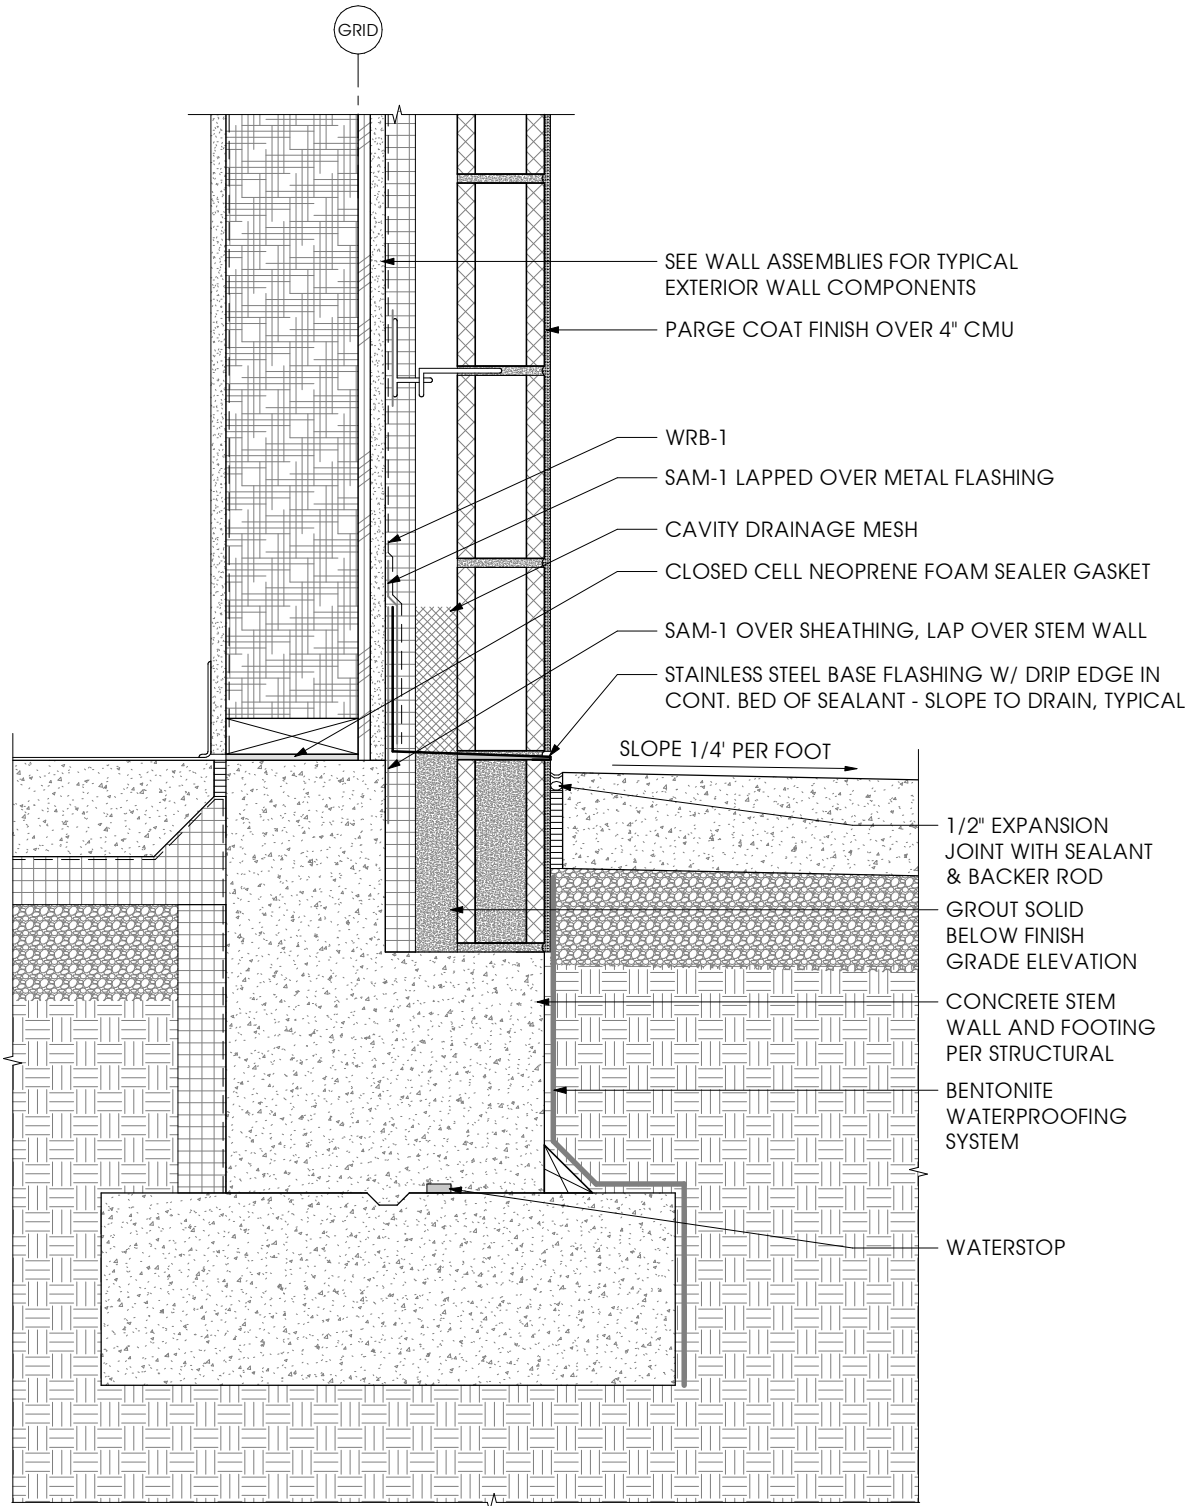 GRID
SEE WALL ASSEMBLIES FOR TYPICAL
EXTERIOR WALL COMPONENTS
PARGE COAT FINISH OVER 4" CMU
WRB-1
SAM-1 LAPPED OVER METAL FLASHING
CAVITY DRAINAGE MESH
CLOSED CELL NEOPRENE FOAM SEALER GASKET
SAM-1 OVER SHEATHING, LAP OVER STEM WALL
STAINLESS STEEL BASE FLASHING W/ DRIP EDGE IN
CONT. BED OF SEALANT - SLOPE TO DRAIN, TYPICAL
SLOPE 1/4' PER FOOT
1/2" EXPANSION
JOINT WITH SEALANT
& BACKER ROD
GROUT SOLID
BELOW FINISH
GRADE ELEVATION
CONCRETE STEM
WALL AND FOOTING
PER STRUCTURAL
BENTONITE
WATERPROOFING
SYSTEM
WATERSTOP